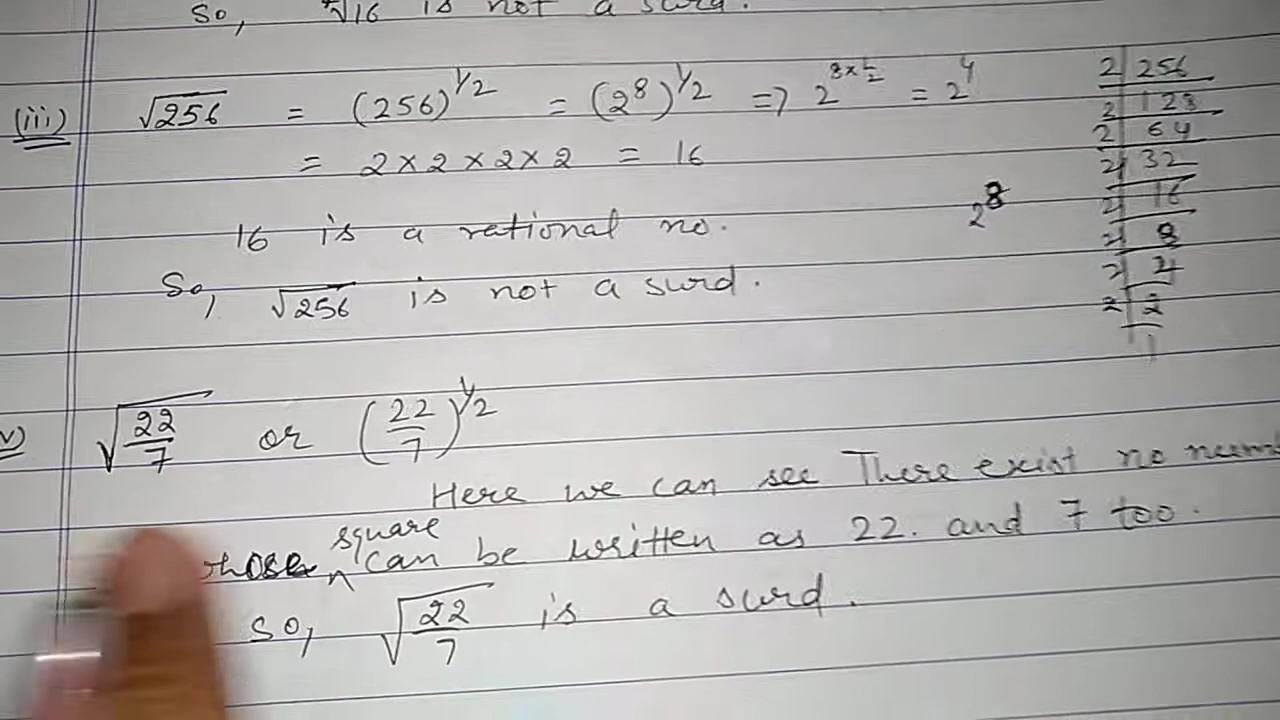 So, ∜16 is not a surd.
(iii) √256 = (256)^1/2 = (2^8)^1/2 => 2^8×1/2 = 2^4
= 2 × 2 × 2 × 2 = 16
16 is a rational no.
So, √256 is not a surd.
2^8
2 | 256
2 | 128
2 | 64
2 | 32
2 | 16
2 | 8
2 | 4
2 | 2
1
√22/7 or (22/7)^1/2
Here we can see There exist no
whose square can be written as 22. and 7 too.
So, √22/7 is a surd.